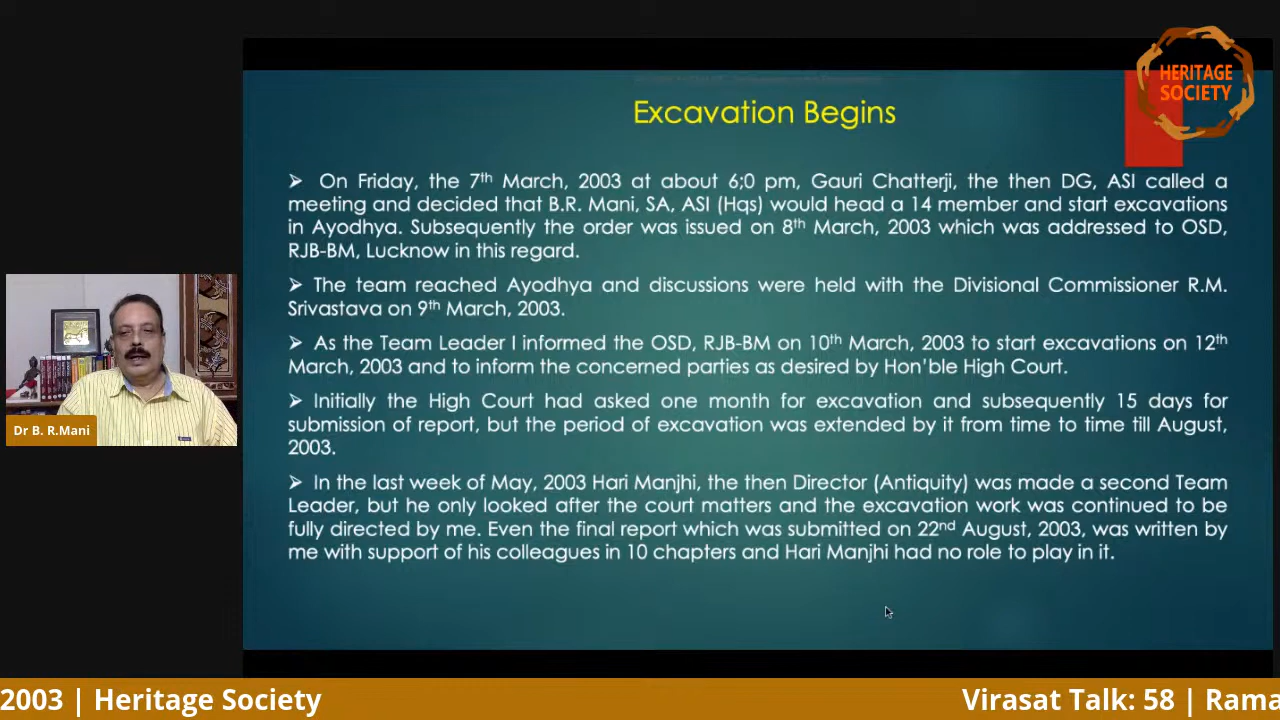 HERITAGE
SOCIETY
Excavation Begins
➢ On Friday, the 7th March, 2003 at about 6;0 pm, Gauri Chatterji, the then DG, ASI called a
meeting and decided that B.R. Mani, SA, ASI (Hqs) would head a 14 member and start excavations
in Ayodhya. Subsequently the order was issued on 8th March, 2003 which was addressed to OSD,
RJB-BM, Lucknow in this regard.
➢ The team reached Ayodhya and discussions were held with the Divisional Commissioner R.M.
Srivastava on 9th March, 2003.
➢ As the Team Leader I informed the OSD, RJB-BM on 10th March, 2003 to start excavations on 12th
March, 2003 and to inform the concerned parties as desired by Hon'ble High Court.
➢ Initially the High Court had asked one month for excavation and subsequently 15 days for
submission of report, but the period of excavation was extended by it from time to time till August,
2003.
➢ In the last week of May, 2003 Hari Manjhi, the then Director (Antiquity) was made a second Team
Leader, but he only looked after the court matters and the excavation work was continued to be
fully directed by me. Even the final report which was submitted on 22nd August, 2003, was written by
me with support of his colleagues in 10 chapters and Hari Manjhi had no role to play in it.
Dr B. R.Mani
2003 | Heritage Society
Virasat Talk: 58 | Rama